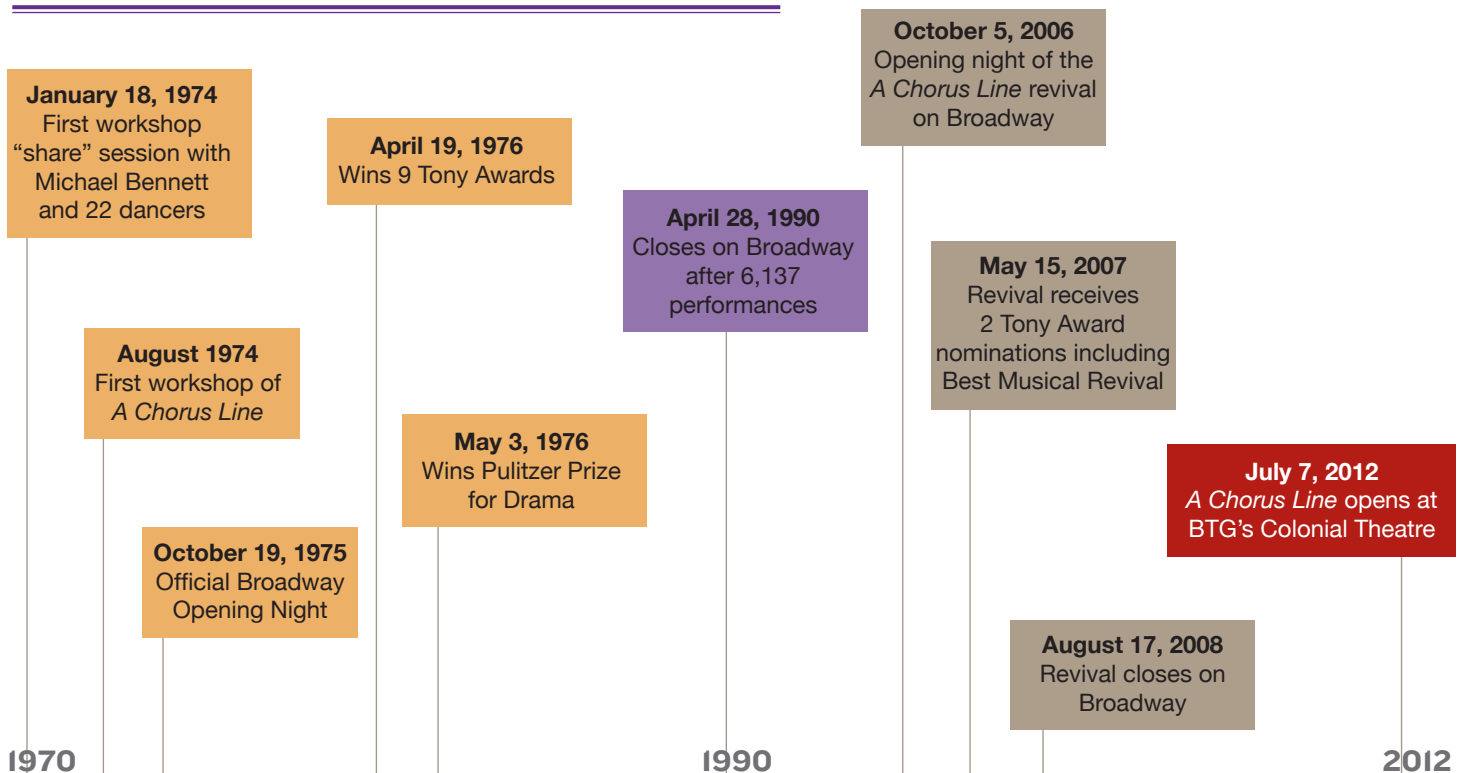 January 18, 1974
First workshop
“share” session with
Michael Bennett
and 22 dancers
August 1974
First workshop of
A Chorus Line
October 19, 1975
Official Broadway
Opening Night
April 19, 1976
Wins 9 Tony Awards
May 3, 1976
Wins Pulitzer Prize
for Drama
April 28, 1990
Closes on Broadway
after 6,137
performances
October 5, 2006
Opening night of the
A Chorus Line revival
on Broadway
May 15, 2007
Revival receives
2 Tony Award
nominations including
Best Musical Revival
August 17, 2008
Revival closes on
Broadway
July 7, 2012
A Chorus Line opens at
BTG’s Colonial Theatre
1970
1990
2012